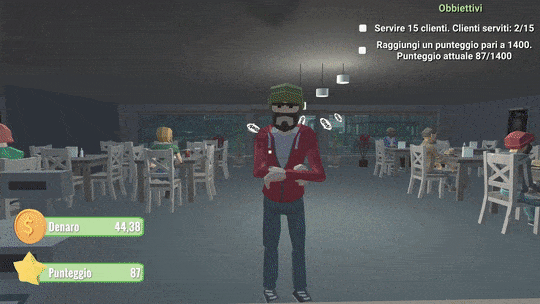 Obbiettivi
Servire 15 clienti. Clienti serviti: 2/15
Raggiungi un punteggio pari a 1400.
Punteggio attuale 87/1400
Denaro 44,38
Punteggio 87